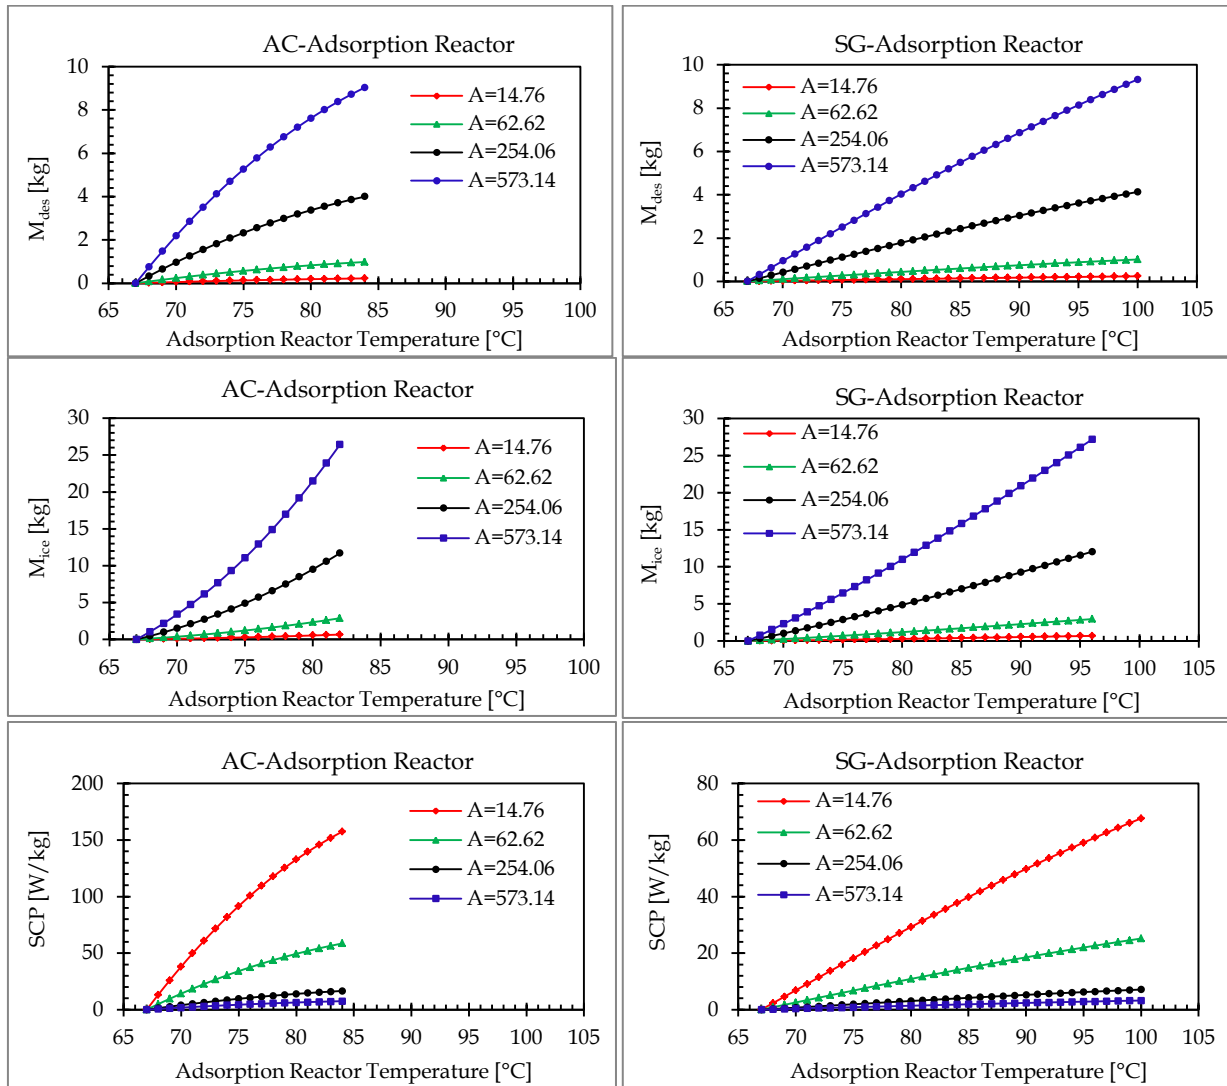 AC-Adsorption Reactor
M_des [kg]
10
8
6
4
2
0
A=14.76
A=62.62
A=254.06
A=573.14
65 70 75 80 85 90 95 100
Adsorption Reactor Temperature [°C]
SG-Adsorption Reactor
M_des [kg]
10
8
6
4
2
0
A=14.76
A=62.62
A=254.06
A=573.14
65 70 75 80 85 90 95 100 105
Adsorption Reactor Temperature [°C]
AC-Adsorption Reactor
M_ice [kg]
30
25
20
15
10
5
0
A=14.76
A=62.62
A=254.06
A=573.14
65 70 75 80 85 90 95 100
Adsorption Reactor Temperature [°C]
SG-Adsorption Reactor
M_ice [kg]
30
25
20
15
10
5
0
A=14.76
A=62.62
A=254.06
A=573.14
65 70 75 80 85 90 95 100 105
Adsorption Reactor Temperature [°C]
AC-Adsorption Reactor
SCP [W/kg]
200
150
100
50
0
A=14.76
A=62.62
A=254.06
A=573.14
65 70 75 80 85 90 95 100 105
Adsorption Reactor Temperature [°C]
SG-Adsorption Reactor
SCP [W/kg]
80
60
40
20
0
A=14.76
A=62.62
A=254.06
A=573.14
65 70 75 80 85 90 95 100 105
Adsorption Reactor Temperature [°C]